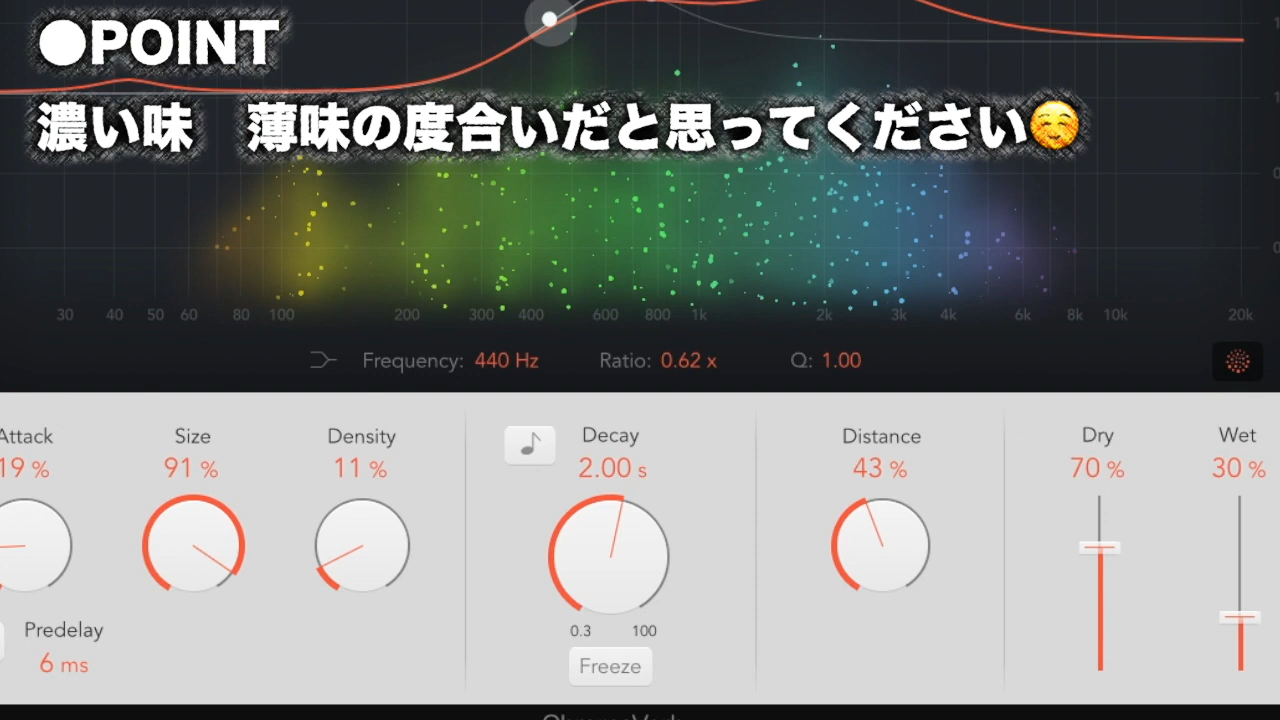 ●POINT
濃い味　薄味の度合いだと思ってください☺️
30 40 50 60 80 100 200 300 400 600 800 1k 2k 3k 4k 6k 8k 10k 20k
Frequency: 440 Hz Ratio: 0.62 x Q: 1.00
Attack Size Density Decay Distance Dry Wet
19 % 91 % 11 % 2.00 s 43 % 70 % 30 %
Predelay 0.3 100
6 ms Freeze